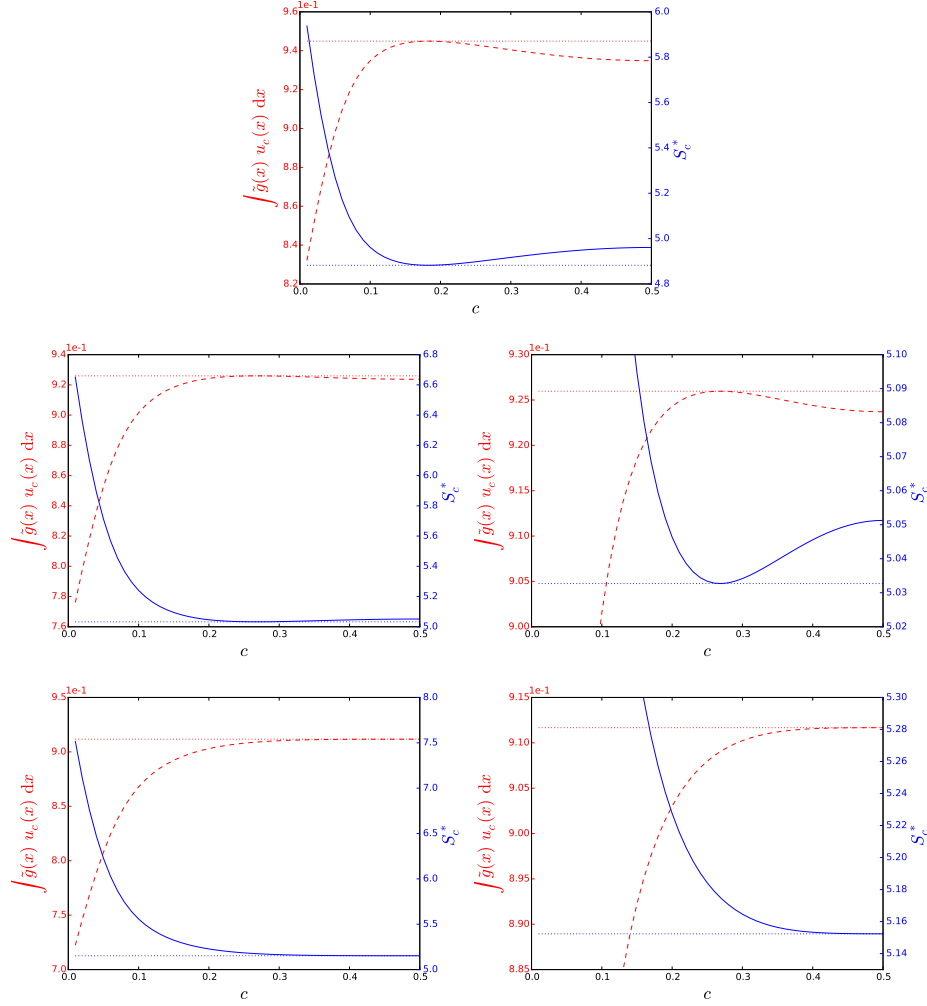 9.6 1e-1 6.0
9.4 5.8
9.2 5.6
9.0 5.4
8.8 5.2
8.6 5.0
8.4 4.8
8.2
∫ g̃(x) u_c(x) dx
S_c^*
0.0 0.1 0.2 0.3 0.4 0.5
c
9.4 1e-1 6.8
9.2 6.6
9.0 6.4
8.8 6.2
8.6 6.0
8.4 5.8
8.2 5.6
8.0 5.4
7.8 5.2
7.6 5.0
∫ g̃(x) u_c(x) dx
S_c^*
0.0 0.1 0.2 0.3 0.4 0.5
c
9.30 1e-1 5.10
9.25 5.09
9.20 5.08
9.15 5.07
9.10 5.06
9.05 5.05
9.00 5.04
5.03
5.02
∫ g̃(x) u_c(x) dx
S_c^*
0.0 0.1 0.2 0.3 0.4 0.5
c
9.5 1e-1 8.0
9.0 7.5
8.5 7.0
8.0 6.5
7.5 6.0
7.0 5.5
5.0
∫ g̃(x) u_c(x) dx
S_c^*
0.0 0.1 0.2 0.3 0.4 0.5
c
9.15 1e-1 5.30
9.10 5.28
9.05 5.26
9.00 5.24
8.95 5.22
8.90 5.20
8.85 5.18
5.16
5.14
∫ g̃(x) u_c(x) dx
S_c^*
0.0 0.1 0.2 0.3 0.4 0.5
c